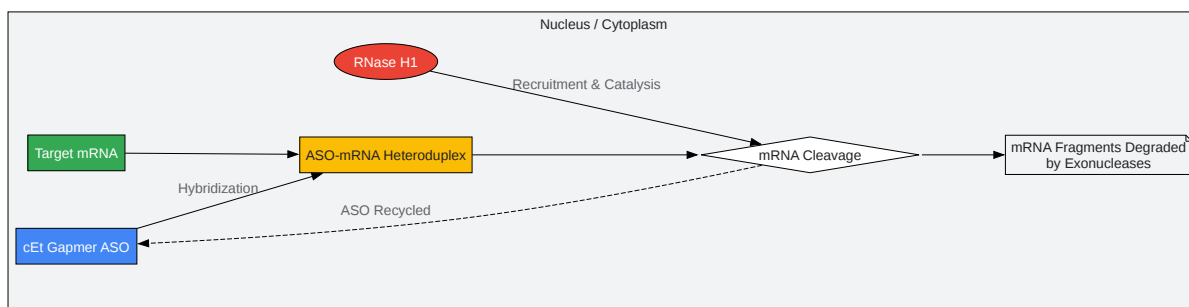 Nucleus / Cytoplasm
RNase H1
Recruitment & Catalysis
Target mRNA
ASO-mRNA Heteroduplex
mRNA Cleavage
mRNA Fragments Degraded
by Exonucleases
Hybridization
ASO Recycled
cEt Gapmer ASO